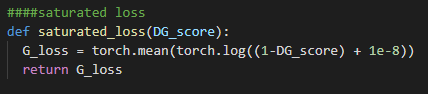 ####saturated loss
def saturated_loss(DG_score):
  G_loss = torch.mean(torch.log((1-DG_score) + 1e-8))
  return G_loss